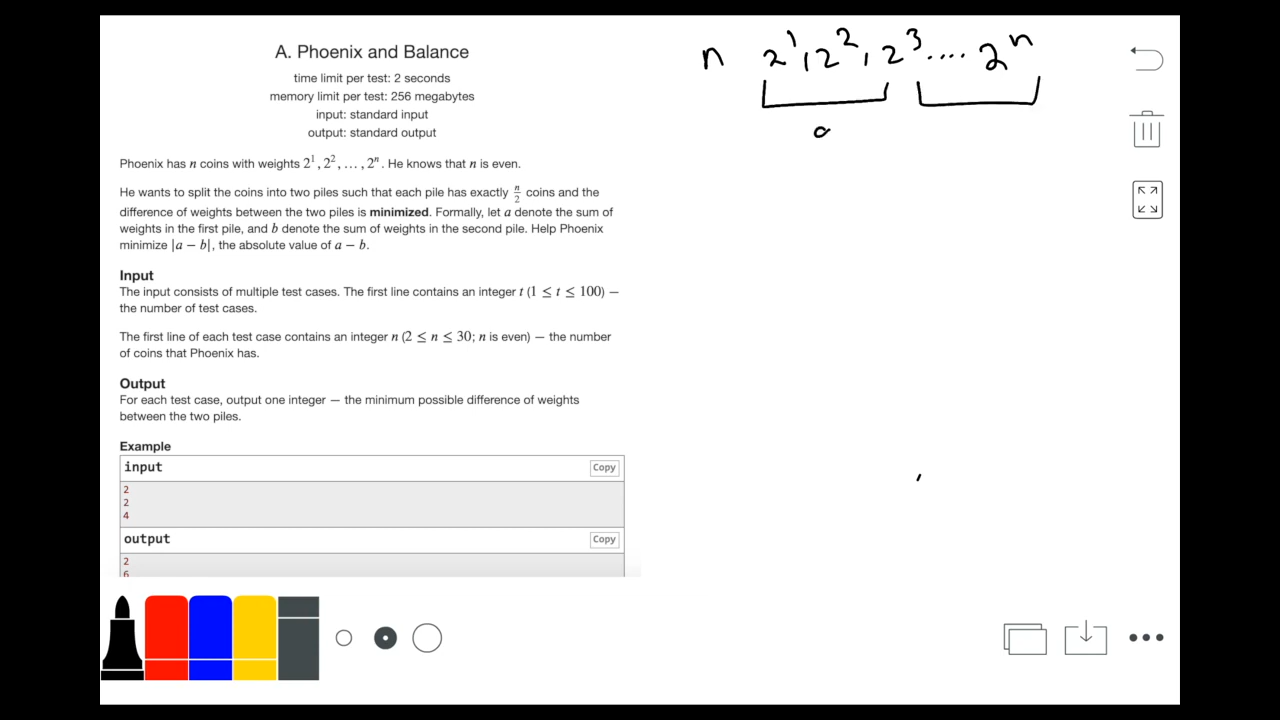 A. Phoenix and Balance
time limit per test: 2 seconds
memory limit per test: 256 megabytes
input: standard input
output: standard output
Phoenix has n coins with weights 2^1, 2^2, …, 2^n. He knows that n is even.
He wants to split the coins into two piles such that each pile has exactly n/2 coins and the
difference of weights between the two piles is minimized. Formally, let a denote the sum of
weights in the first pile, and b denote the sum of weights in the second pile. Help Phoenix
minimize |a − b|, the absolute value of a − b.
Input
The input consists of multiple test cases. The first line contains an integer t (1 ≤ t ≤ 100) —
the number of test cases.
The first line of each test case contains an integer n (2 ≤ n ≤ 30; n is even) — the number
of coins that Phoenix has.
Output
For each test case, output one integer — the minimum possible difference of weights
between the two piles.
Example
input Copy
2
2
4
output Copy
2
6
n 2^1, 2^2, 2^3 .... 2^n
a